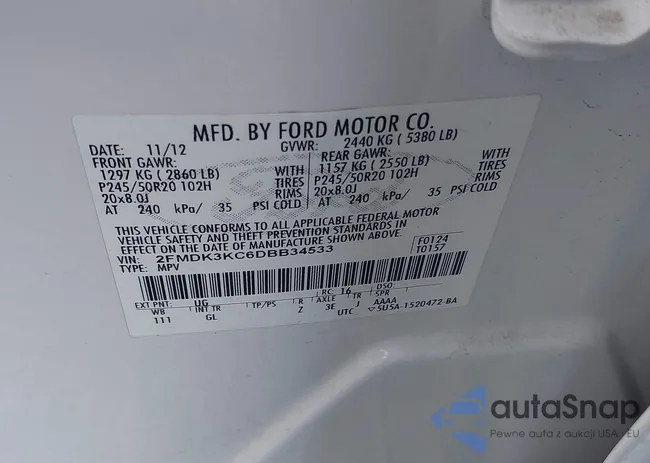 MFD. BY FORD MOTOR CO.
DATE: 11/12 GVWR: 2440 KG ( 5380 LB)
FRONT GAWR: WITH REAR GAWR: WITH
1297 KG ( 2860 LB) TIRES 1157 KG ( 2550 LB) TIRES
P245/50R20 102H RIMS P245/50R20 102H RIMS
20x8.0J 20x8.0J
AT 240 kPa/ 35 PSI COLD AT 240 kPa/ 35 PSI COLD
THIS VEHICLE CONFORMS TO ALL APPLICABLE FEDERAL MOTOR
VEHICLE SAFETY AND THEFT PREVENTION STANDARDS IN
EFFECT ON THE DATE OF MANUFACTURE SHOWN ABOVE.
VIN: 2FMDK3KC6DBB34533 F0124
TYPE: MPV T0157
EXT PNT: UG RC: 16 DSO:
WB INT TR TP/PS R AXLE TR SPR
111 GL Z 3E J AAAA
UTC ▽5U5A-1520472-BA
autaSnap
Pewne auta z aukcji USA i EU